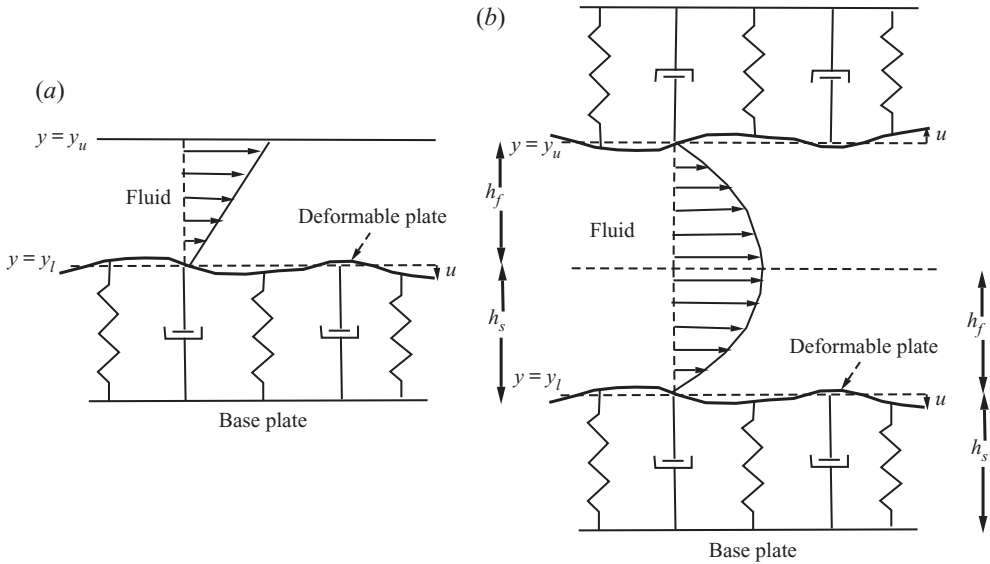 (a)
y = y_u
Fluid
Deformable plate
y = y_l
u
Base plate
(b)
u
y = y_u
h_f
Fluid
h_s
h_f
Deformable plate
y = y_l
u
h_s
Base plate